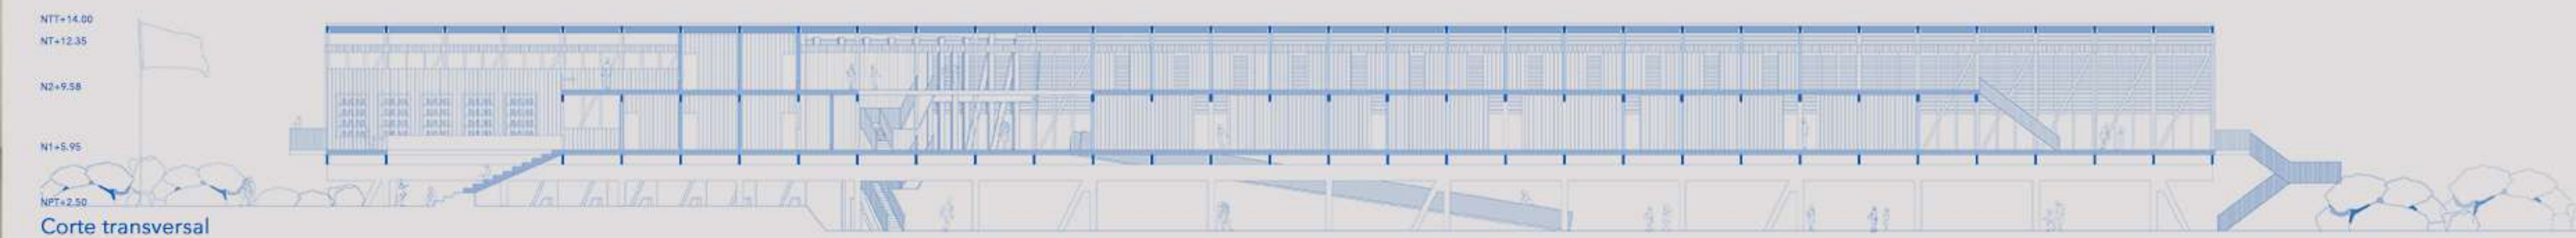 NTT+14.00
NT+12.35
N2+9.58
N1+5.95
NPT+2.50
Corte transversal